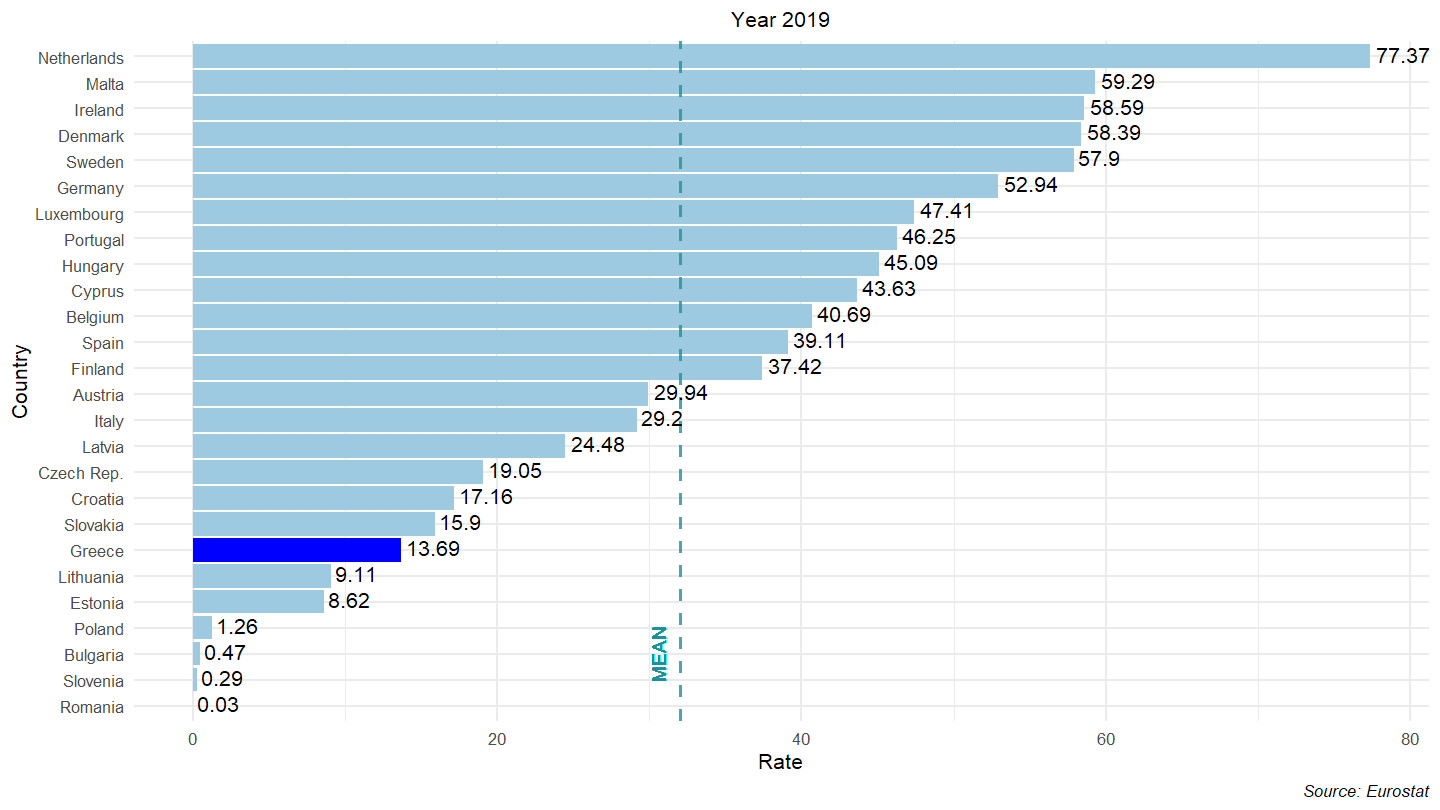 Year 2019
Netherlands 77.37
Malta 59.29
Ireland 58.59
Denmark 58.39
Sweden 57.9
Germany 52.94
Luxembourg 47.41
Portugal 46.25
Hungary 45.09
Cyprus 43.63
Belgium 40.69
Spain 39.11
Finland 37.42
Country
Austria 29.94
Italy 29.2
Latvia 24.48
Czech Rep. 19.05
Croatia 17.16
Slovakia 15.9
Greece 13.69
Lithuania 9.11
Estonia 8.62
Poland 1.26
MEAN
Bulgaria 0.47
Slovenia 0.29
Romania 0.03
0 20 40 60 80
Rate
Source: Eurostat